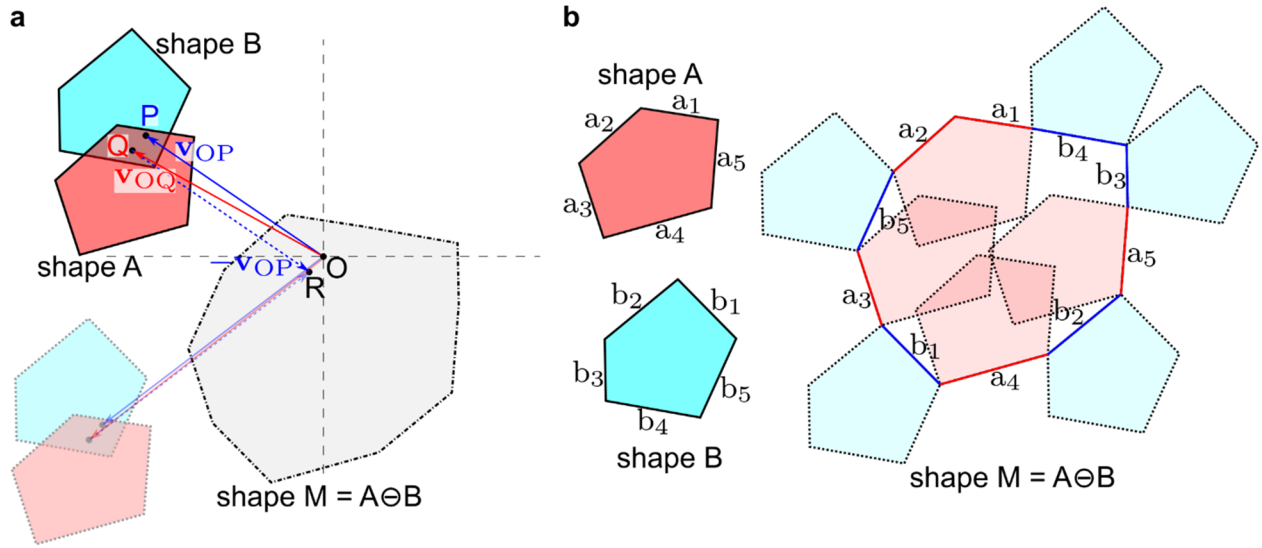 a
shape B
P
Q
v_OP
v_OQ
shape A
−v_OP
O
R
shape M = A⊖B
b
shape A
a₁
a₂
a₅
a₃
a₄
shape B
b₂
b₁
b₃
b₅
b₄
a₁
a₂
b₄
b₃
b₅
a₅
a₃
b₂
b₁
a₄
shape M = A⊖B